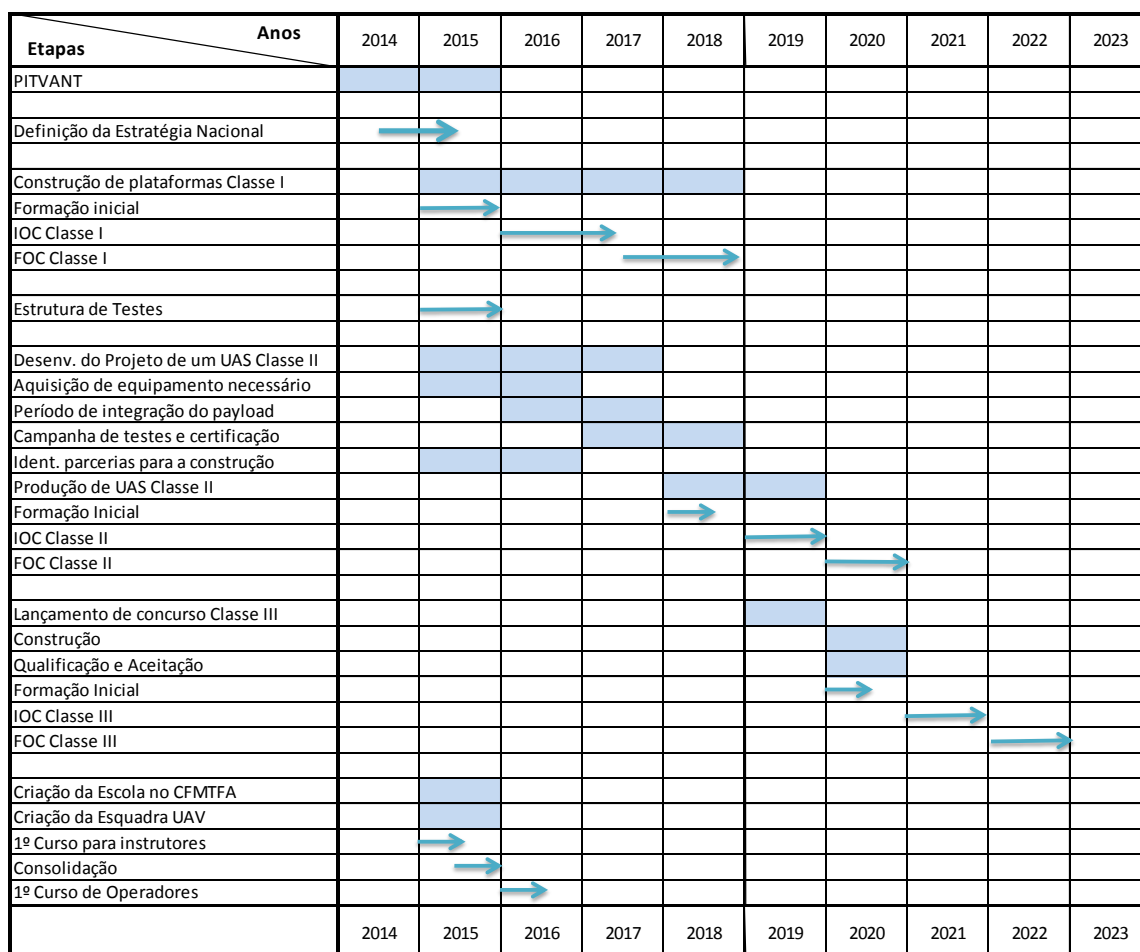 Anos
Etapas 2014 2015 2016 2017 2018 2019 2020 2021 2022 2023
PITVANT
Definição da Estratégia Nacional
Construção de plataformas Classe I
Formação inicial
IOC Classe I
FOC Classe I
Estrutura de Testes
Desenv. do Projeto de um UAS Classe II
Aquisição de equipamento necessário
Período de integração do payload
Campanha de testes e certificação
Ident. parcerias para a construção
Produção de UAS Classe II
Formação Inicial
IOC Classe II
FOC Classe II
Lançamento de concurso Classe III
Construção
Qualificação e Aceitação
Formação Inicial
IOC Classe III
FOC Classe III
Criação da Escola no CFMTFA
Criação da Esquadra UAV
1º Curso para instrutores
Consolidação
1º Curso de Operadores
2014 2015 2016 2017 2018 2019 2020 2021 2022 2023